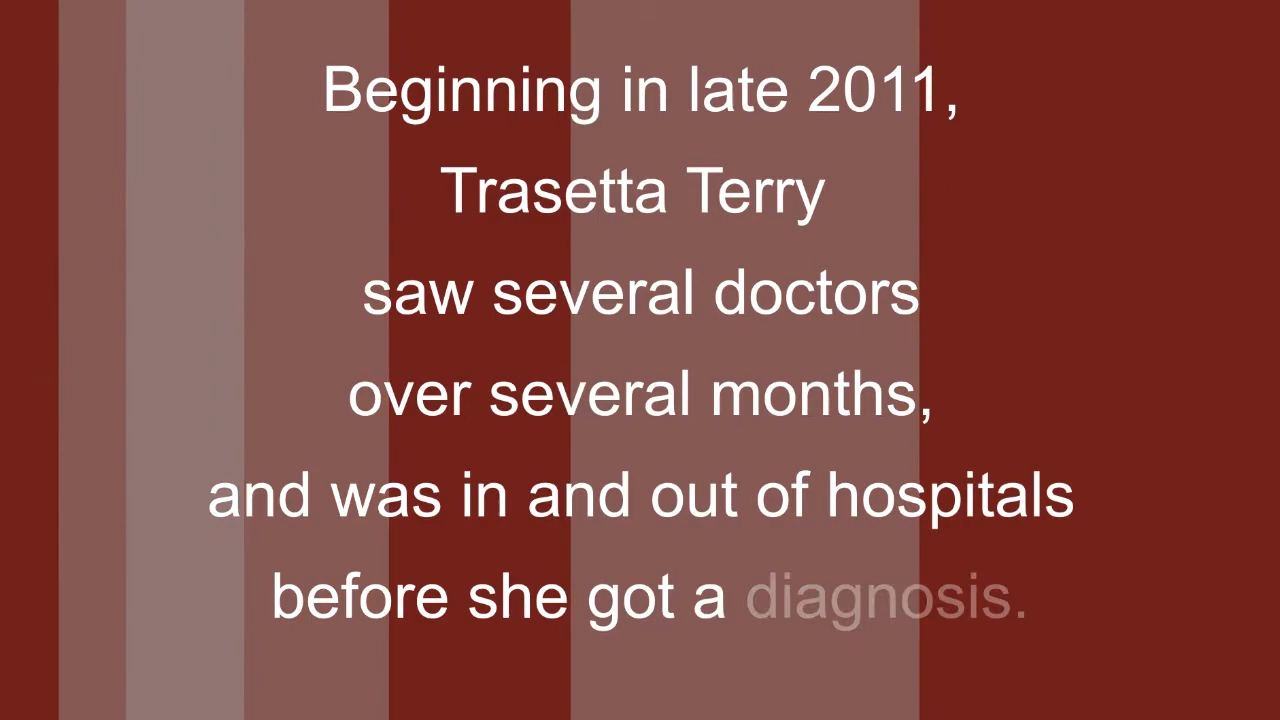 Beginning in late 2011,
Trasetta Terry
saw several doctors
over several months,
and was in and out of hospitals
before she got a diagnosis.